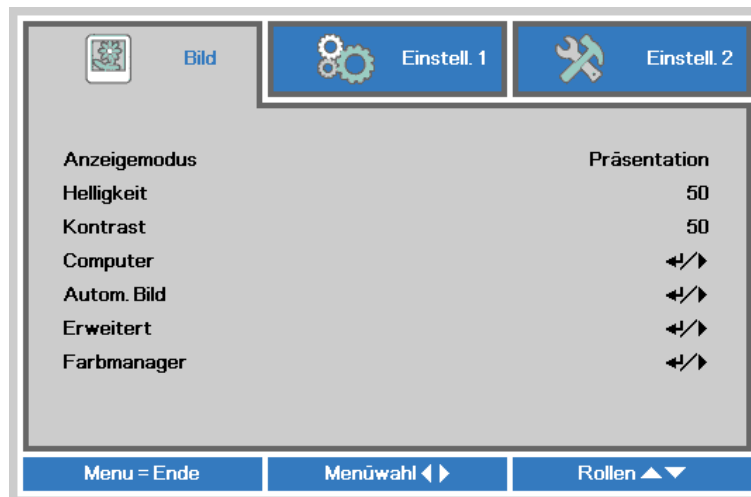 Bild Einstell. 1 Einstell. 2
Anzeigemodus Präsentation
Helligkeit 50
Kontrast 50
Computer ↵/▶
Autom. Bild ↵/▶
Erweitert ↵/▶
Farbmanager ↵/▶
Menu = Ende Menüwahl ◀▶ Rollen ▲▼